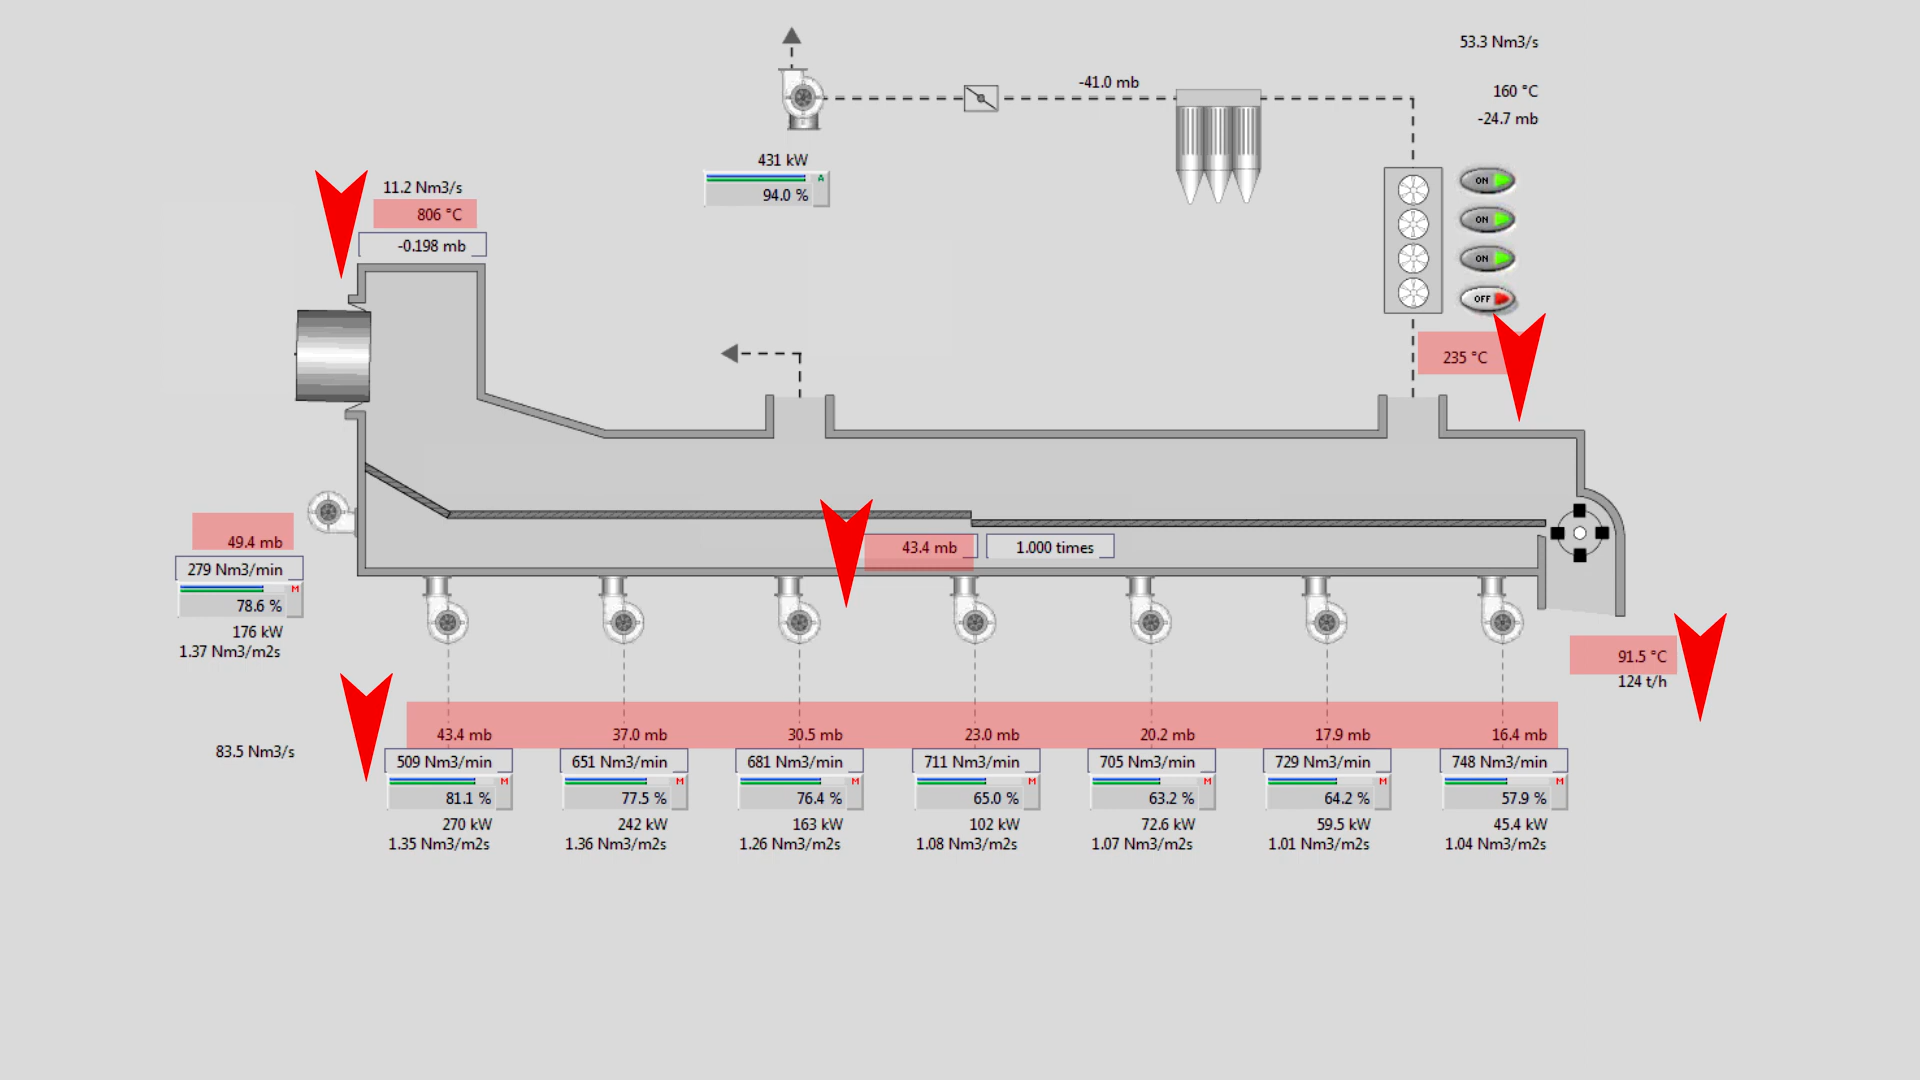 53.3 Nm3/s
-41.0 mb
160 °C
-24.7 mb
431 kW
A
94.0 %
ON
ON
ON
OFF
11.2 Nm3/s
806 °C
-0.198 mb
235 °C
49.4 mb
279 Nm3/min
M
78.6 %
176 kW
1.37 Nm3/m2s
43.4 mb 1.000 times
91.5 °C
124 t/h
83.5 Nm3/s
43.4 mb 37.0 mb 30.5 mb 23.0 mb 20.2 mb 17.9 mb 16.4 mb
509 Nm3/min 651 Nm3/min 681 Nm3/min 711 Nm3/min 705 Nm3/min 729 Nm3/min 748 Nm3/min
M M M M M M M
81.1 % 77.5 % 76.4 % 65.0 % 63.2 % 64.2 % 57.9 %
270 kW 242 kW 163 kW 102 kW 72.6 kW 59.5 kW 45.4 kW
1.35 Nm3/m2s 1.36 Nm3/m2s 1.26 Nm3/m2s 1.08 Nm3/m2s 1.07 Nm3/m2s 1.01 Nm3/m2s 1.04 Nm3/m2s